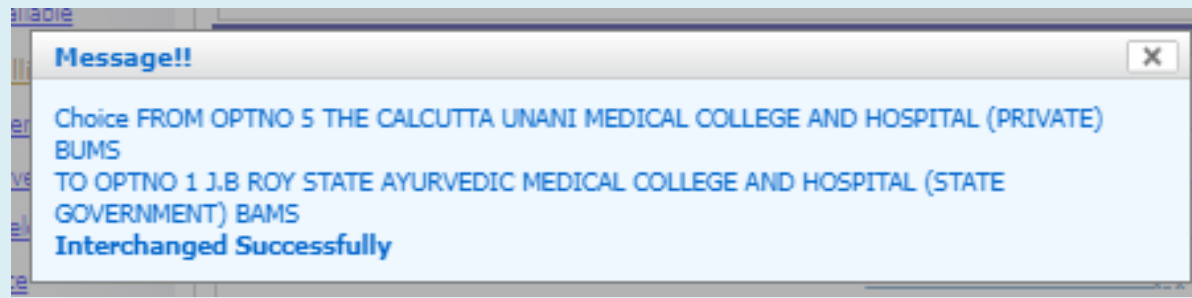 ailable
Message!!
Choice FROM OPTNO 5 THE CALCUTTA UNANI MEDICAL COLLEGE AND HOSPITAL (PRIVATE)
BUMS
TO OPTNO 1 J.B ROY STATE AYURVEDIC MEDICAL COLLEGE AND HOSPITAL (STATE
GOVERNMENT) BAMS
Interchanged Successfully